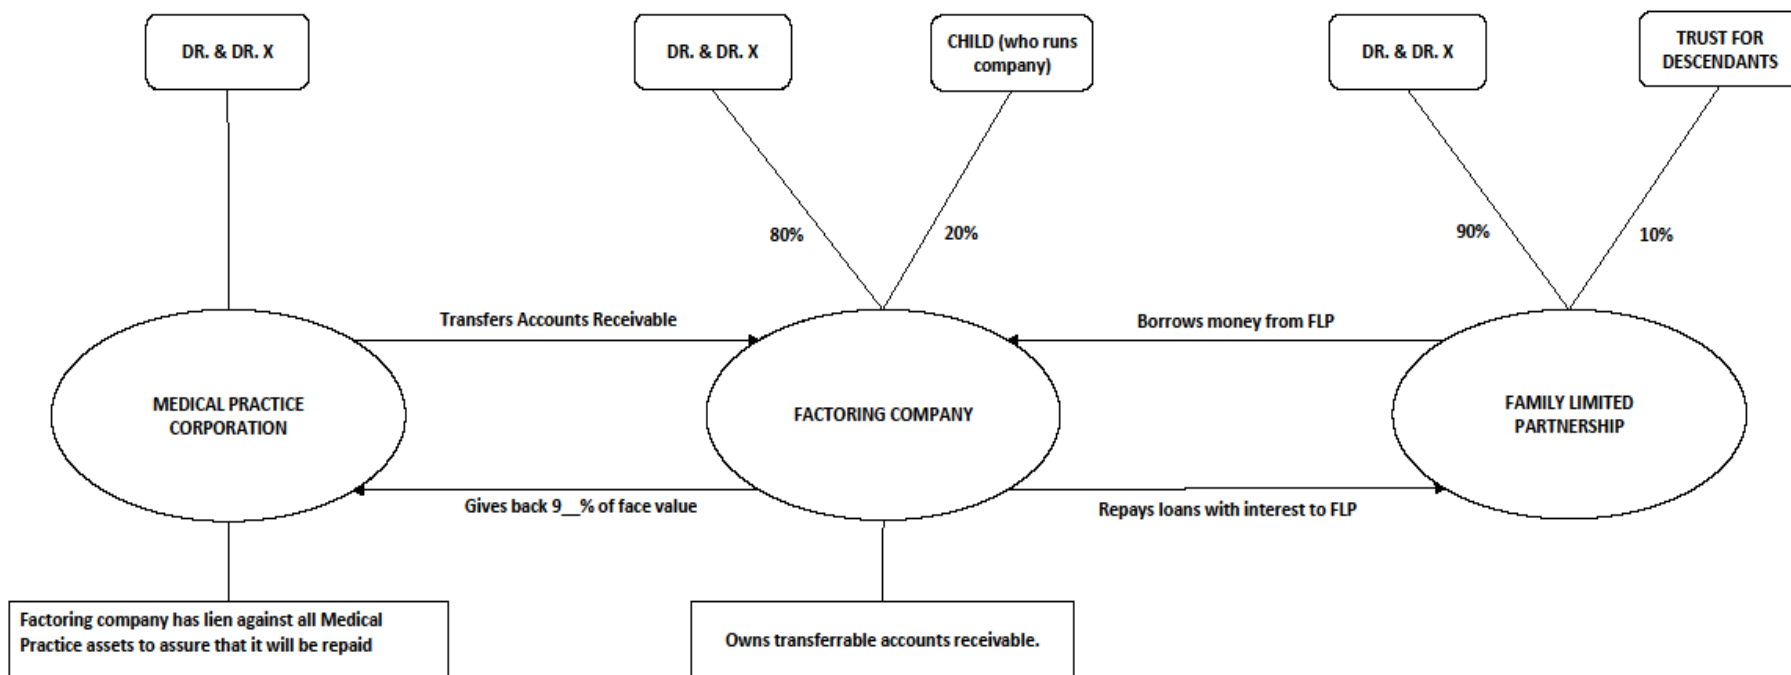 DR. & DR. X
DR. & DR. X
CHILD (who runs
company)
DR. & DR. X
TRUST FOR
DESCENDANTS
80%
20%
90%
10%
Transfers Accounts Receivable
Borrows money from FLP
MEDICAL PRACTICE
CORPORATION
FACTORING COMPANY
FAMILY LIMITED
PARTNERSHIP
Gives back 9__% of face value
Repays loans with interest to FLP
Factoring company has lien against all Medical
Practice assets to assure that it will be repaid
Owns transferrable accounts receivable.